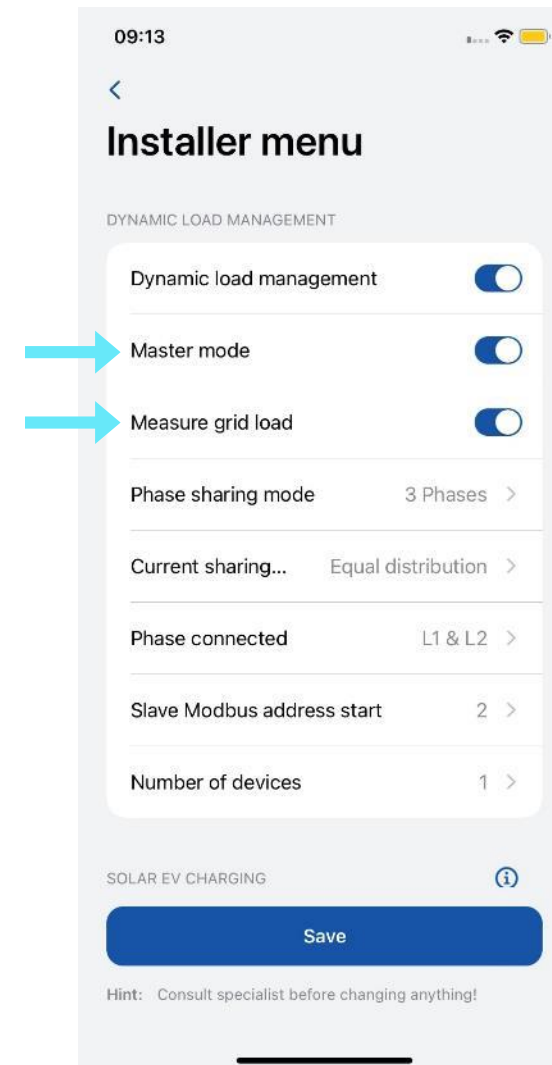 09:13
Installer menu
DYNAMIC LOAD MANAGEMENT
Dynamic load management
Master mode
Measure grid load
Phase sharing mode 3 Phases
Current sharing... Equal distribution
Phase connected L1 & L2
Slave Modbus address start 2
Number of devices 1
SOLAR EV CHARGING
Save
Hint: Consult specialist before changing anything!